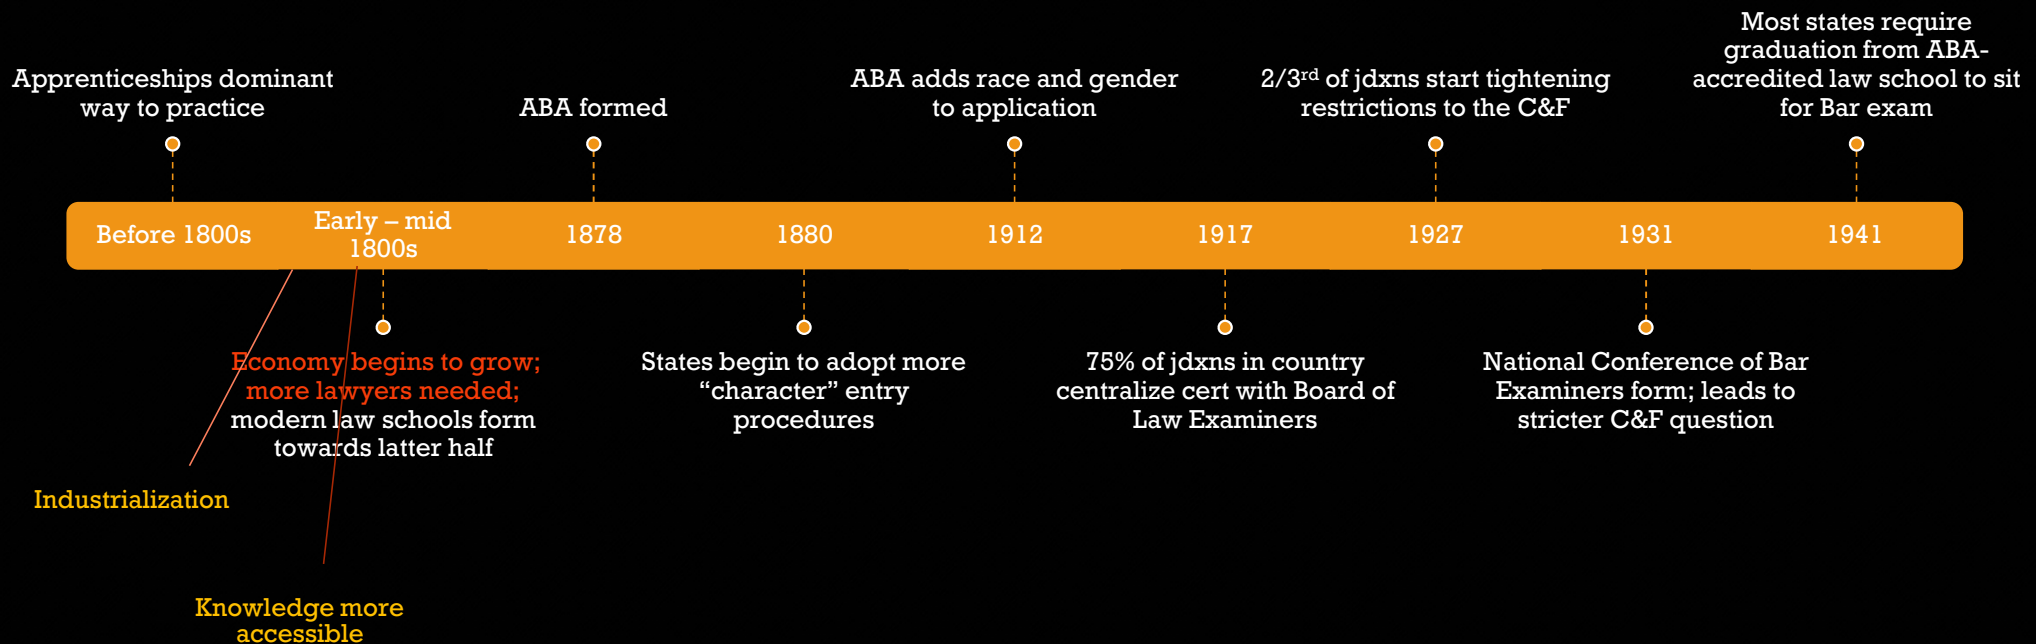 Apprenticeships dominant
way to practice
ABA formed
ABA adds race and gender
to application
2/3rd of jdxns start tightening
restrictions to the C&F
Most states require
graduation from ABA-
accredited law school to sit
for Bar exam
Before 1800s
Early – mid
1800s
1878
1880
1912
1917
1927
1931
1941
Economy begins to grow;
more lawyers needed;
modern law schools form
towards latter half
States begin to adopt more
“character” entry
procedures
75% of jdxns in country
centralize cert with Board of
Law Examiners
National Conference of Bar
Examiners form; leads to
stricter C&F question
Industrialization
Knowledge more
accessible